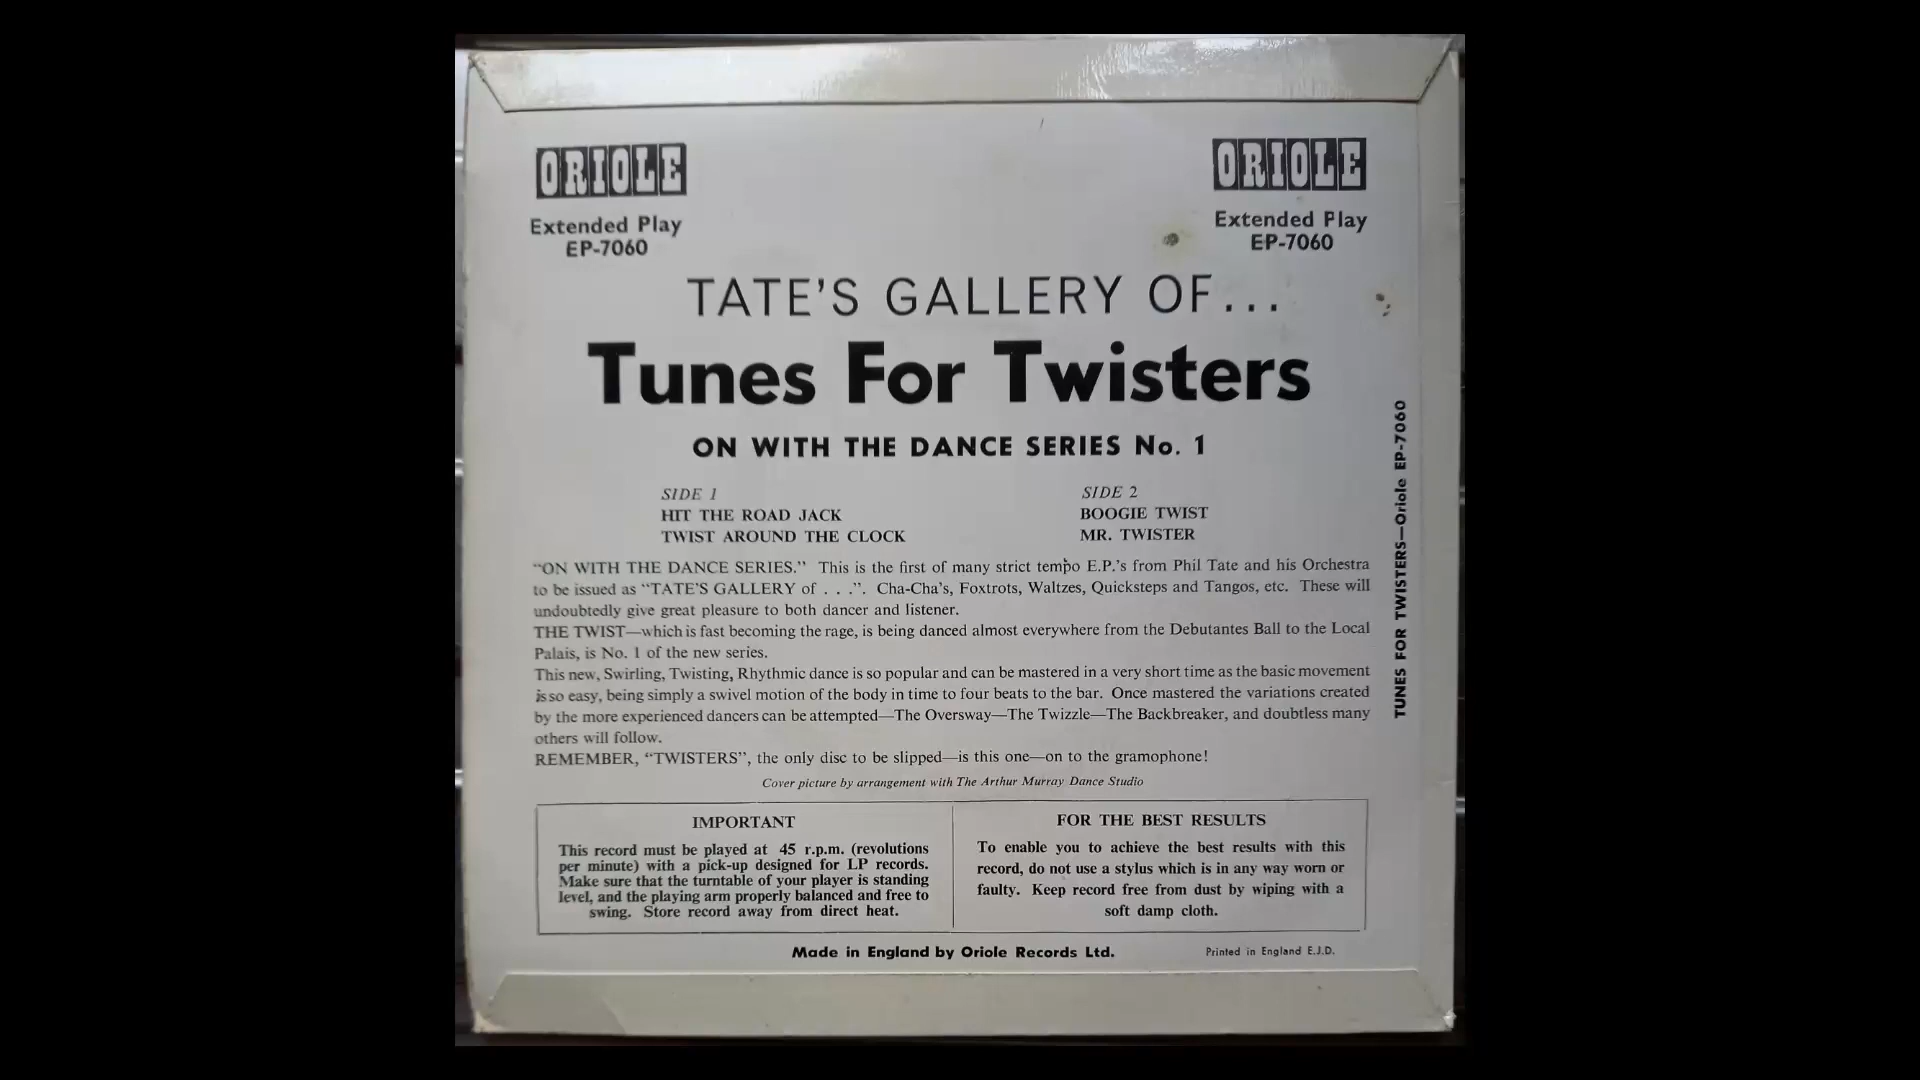 ORIOLE
Extended Play
EP-7060
ORIOLE
Extended Play
EP-7060
TATE'S GALLERY OF...
Tunes For Twisters
ON WITH THE DANCE SERIES No. 1
SIDE 1
HIT THE ROAD JACK
TWIST AROUND THE CLOCK
SIDE 2
BOOGIE TWIST
MR. TWISTER
"ON WITH THE DANCE SERIES." This is the first of many strict tempo E.P.'s from Phil Tate and his Orchestra
to be issued as "TATE'S GALLERY of . . .". Cha-Cha's, Foxtrots, Waltzes, Quicksteps and Tangos, etc. These will
undoubtedly give great pleasure to both dancer and listener.
THE TWIST—which is fast becoming the rage, is being danced almost everywhere from the Debutantes Ball to the Local
Palais, is No. 1 of the new series.
This new, Swirling, Twisting, Rhythmic dance is so popular and can be mastered in a very short time as the basic movement
is so easy, being simply a swivel motion of the body in time to four beats to the bar. Once mastered the variations created
by the more experienced dancers can be attempted—The Oversway—The Twizzle—The Backbreaker, and doubtless many
others will follow.
REMEMBER, "TWISTERS", the only disc to be slipped—is this one—on to the gramophone!
Cover picture by arrangement with The Arthur Murray Dance Studio
IMPORTANT
This record must be played at 45 r.p.m. (revolutions
per minute) with a pick-up designed for LP records.
Make sure that the turntable of your player is standing
level, and the playing arm properly balanced and free to
swing. Store record away from direct heat.
FOR THE BEST RESULTS
To enable you to achieve the best results with this
record, do not use a stylus which is in any way worn or
faulty. Keep record free from dust by wiping with a
soft damp cloth.
Made in England by Oriole Records Ltd.
Printed in England E.J.D.
TUNES FOR TWISTERS—Oriole EP-7060